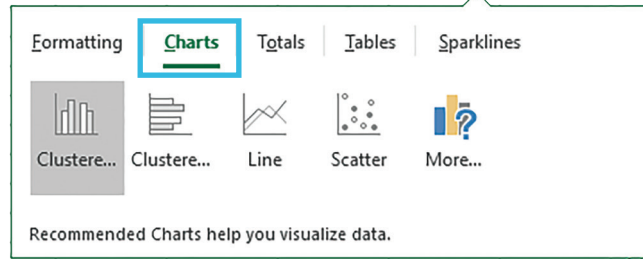 Formatting Charts Totals Tables Sparklines
Clustere... Clustere... Line Scatter More...
Recommended Charts help you visualize data.